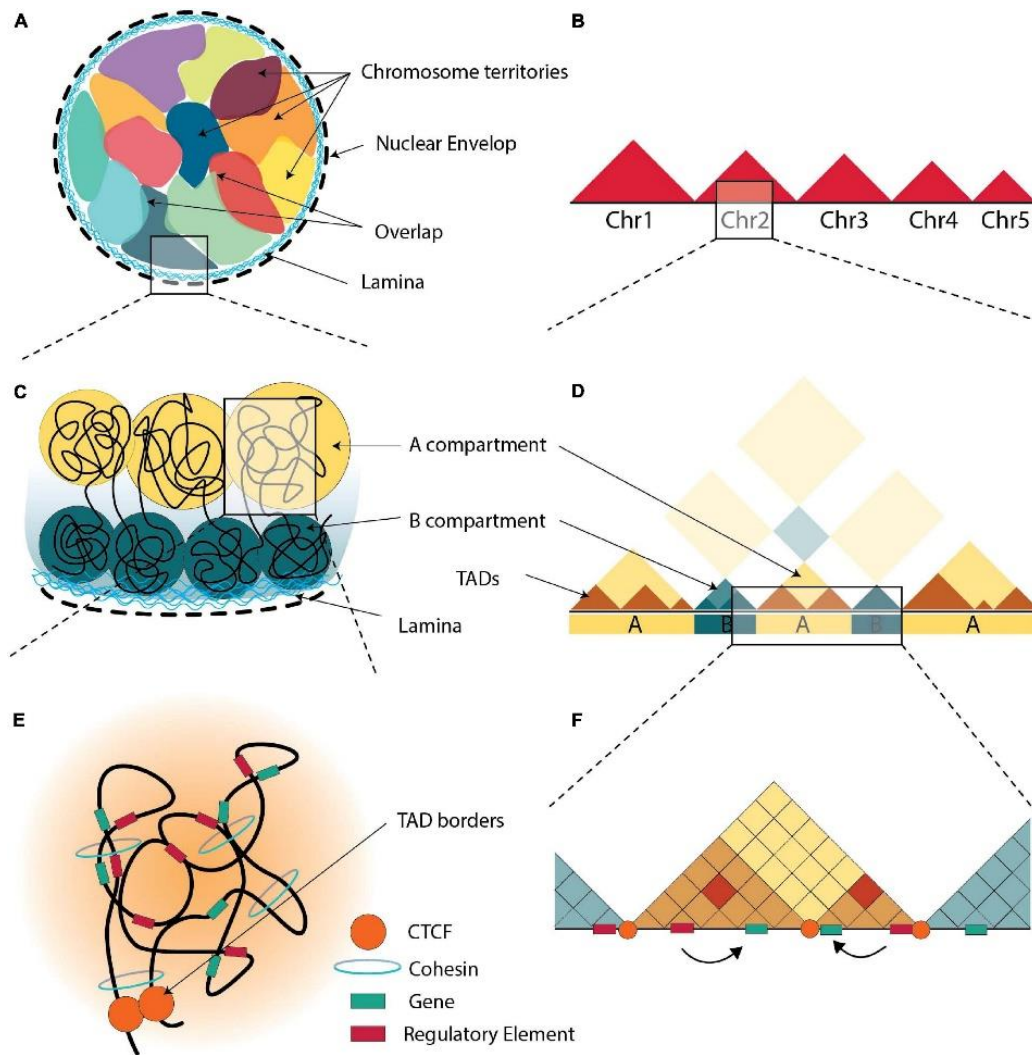 A
B
Chromosome territories
Nuclear Envelop
Overlap
Lamina
Chr1
Chr2
Chr3
Chr4
Chr5
C
D
A compartment
B compartment
TADs
Lamina
A
B
A
B
A
E
F
TAD borders
CTCF
Cohesin
Gene
Regulatory Element